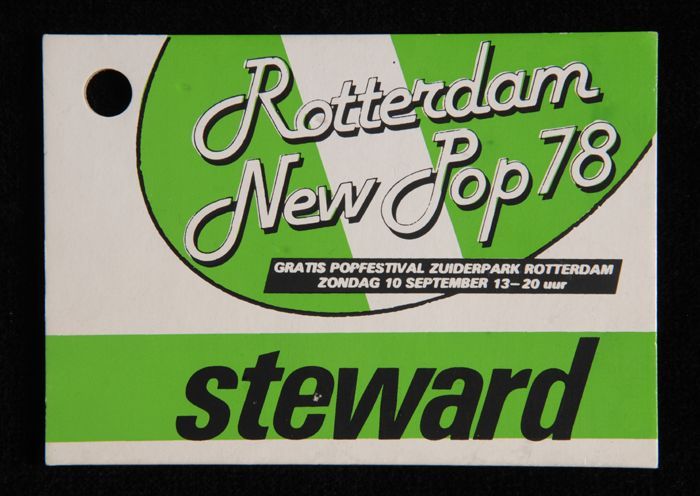 Rotterdam
New Pop 78
GRATIS POPFESTIVAL ZUIDERPARK ROTTERDAM
ZONDAG 10 SEPTEMBER 13–20 uur
steward